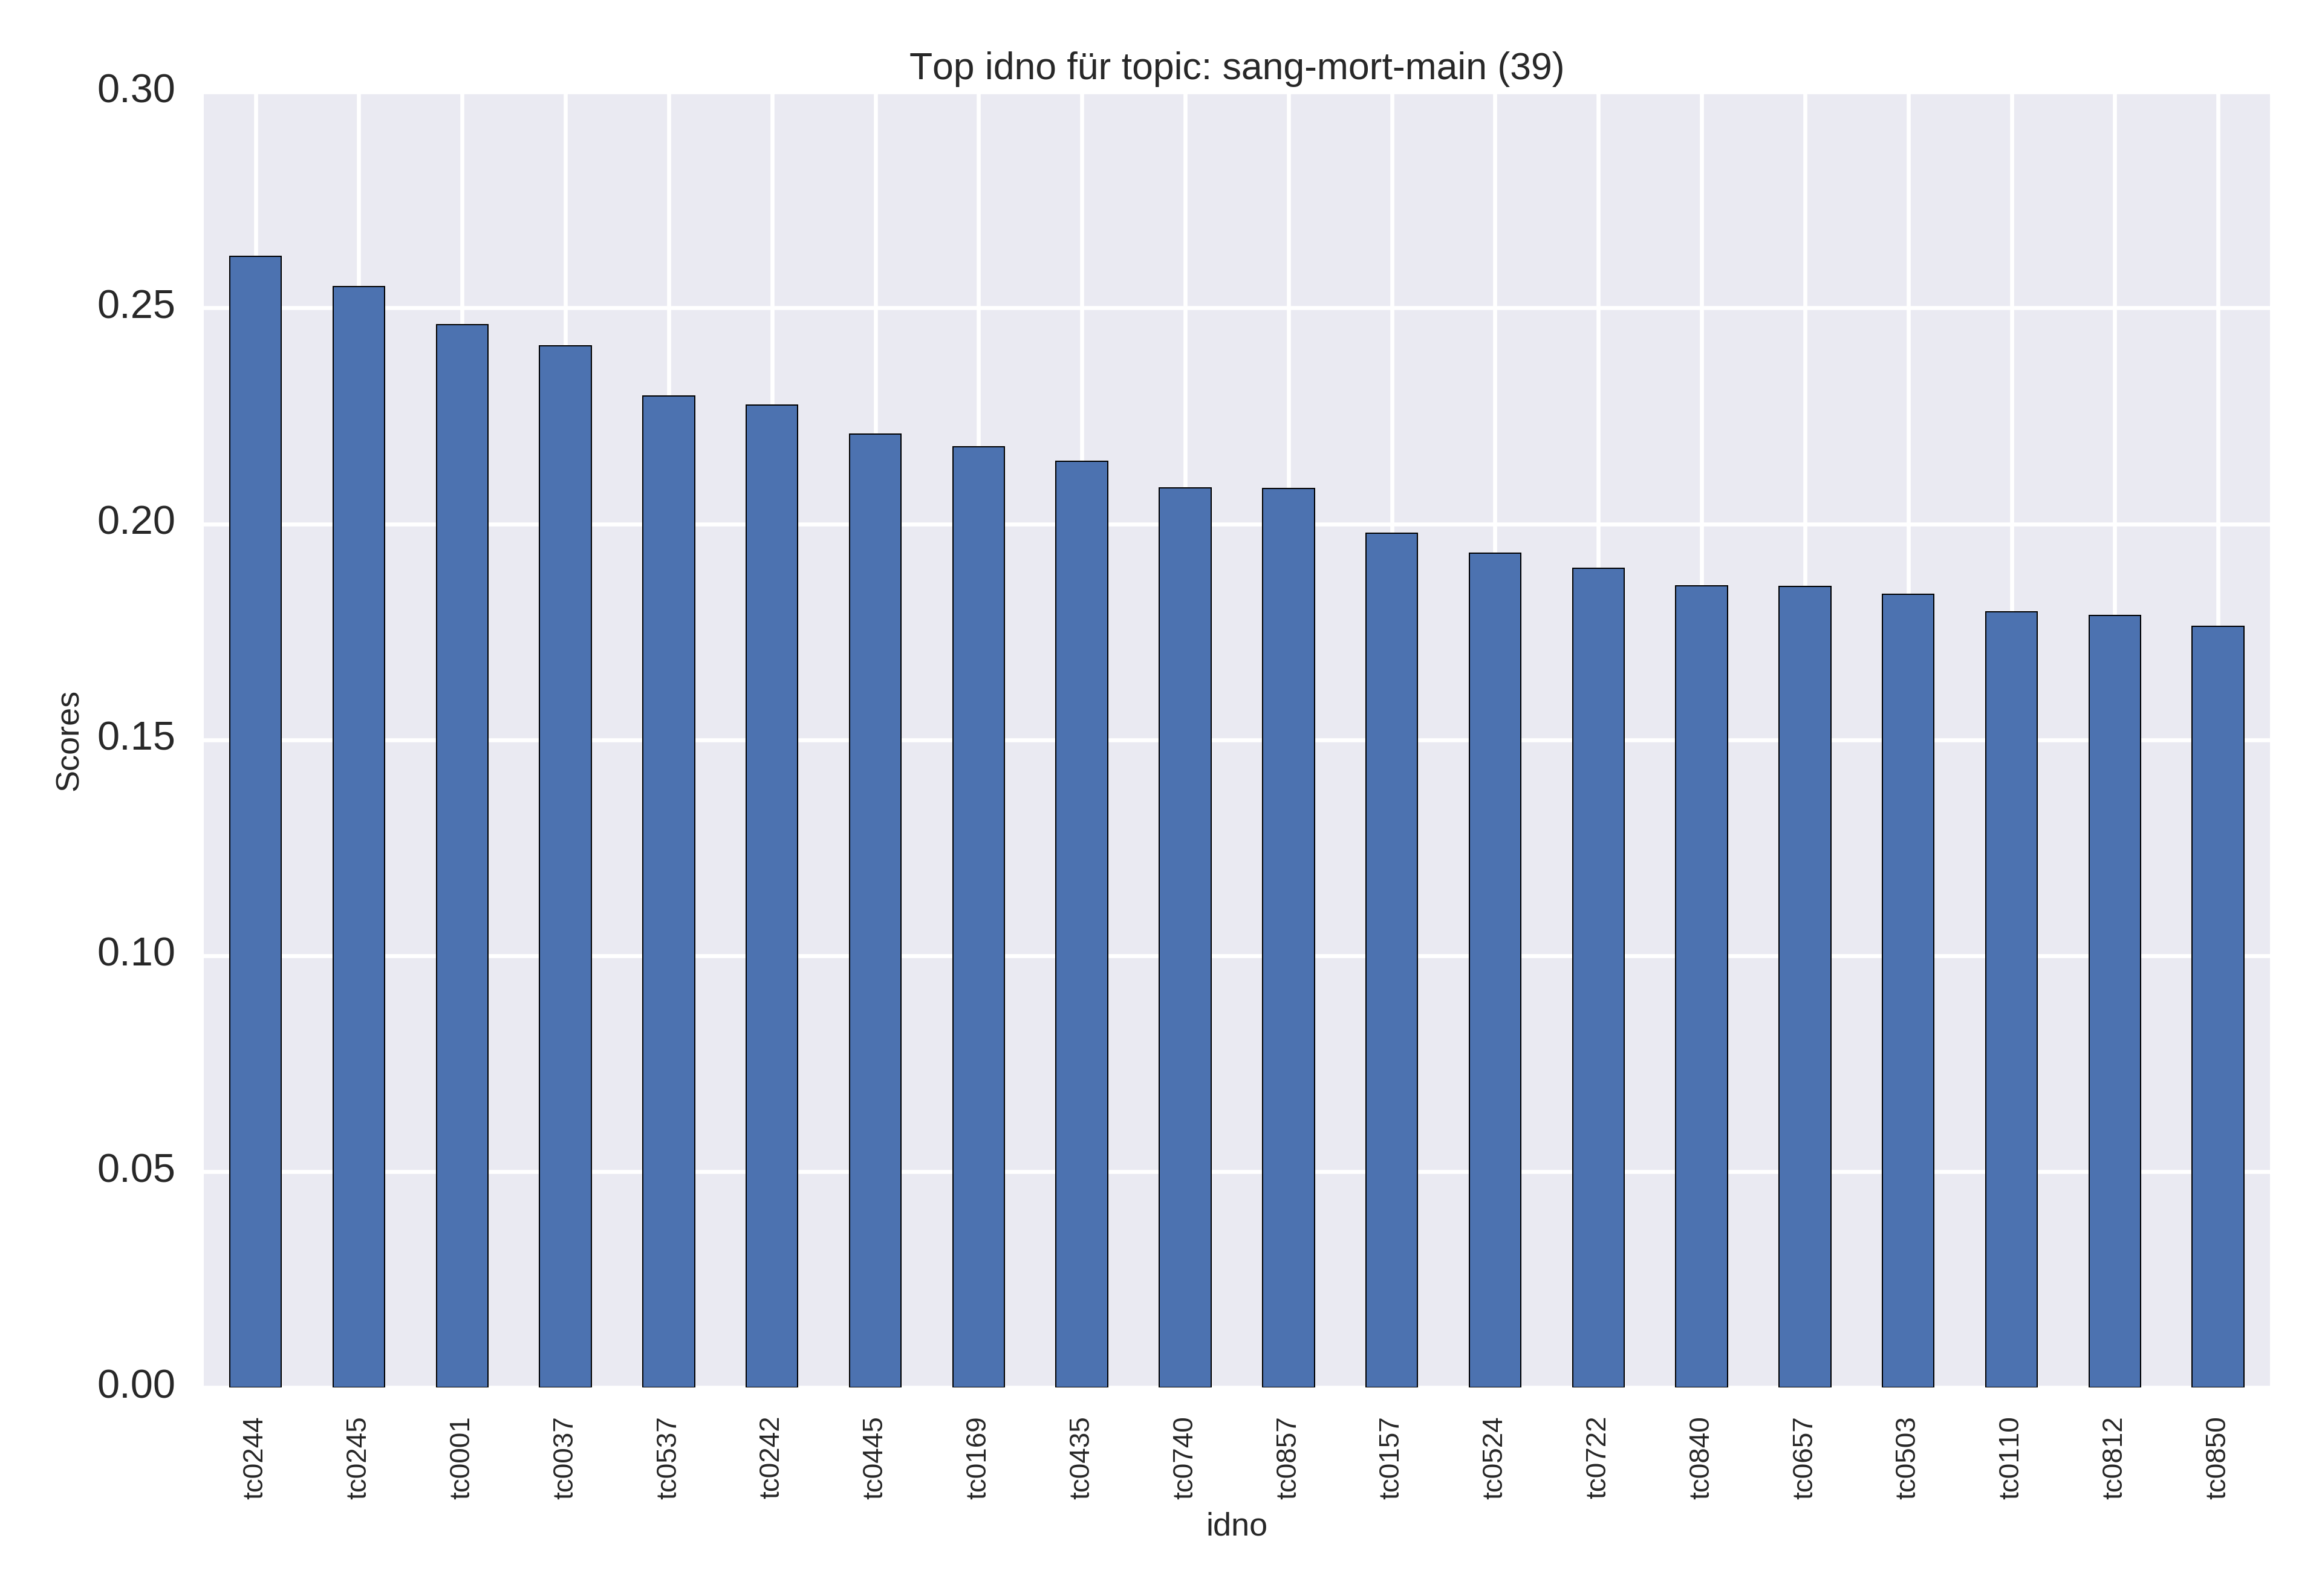 Top idno für topic: sang-mort-main (39)
Scores
0.30
0.25
0.20
0.15
0.10
0.05
0.00
tc0244
tc0245
tc0001
tc0037
tc0537
tc0242
tc0445
tc0169
tc0435
tc0740
tc0857
tc0157
tc0524
tc0722
tc0840
tc0657
tc0503
tc0110
tc0812
tc0850
idno